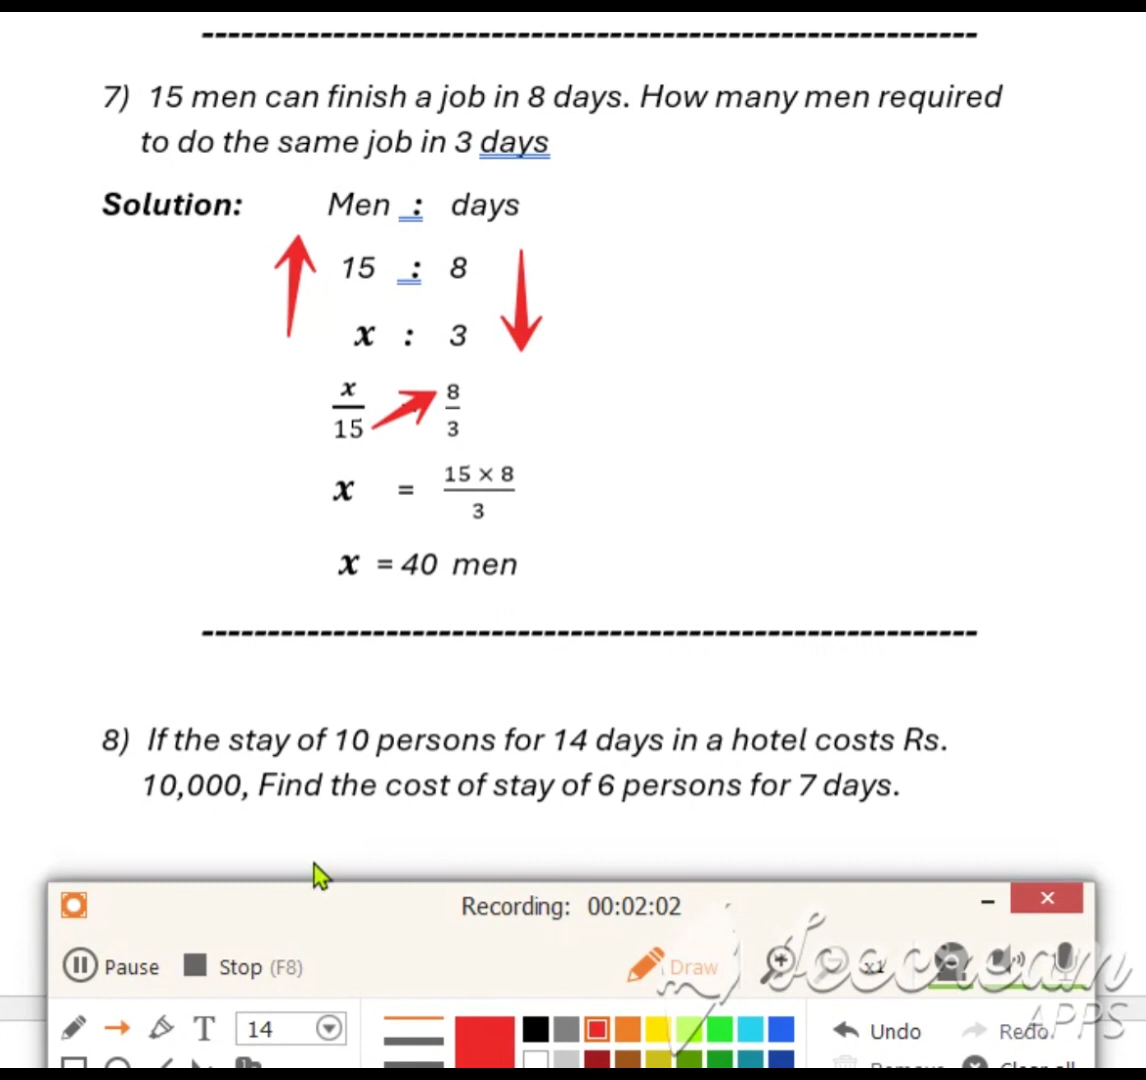 7) 15 men can finish a job in 8 days. How many men required
to do the same job in 3 days
Solution: Men : days
15 : 8
x : 3
x/15 8/3
x = 15 × 8 / 3
x = 40 men
8) If the stay of 10 persons for 14 days in a hotel costs Rs.
10,000, Find the cost of stay of 6 persons for 7 days.
Recording: 00:02:02
Pause Stop (F8) Draw x1
IceCream
APPS
T 14 Undo Redo